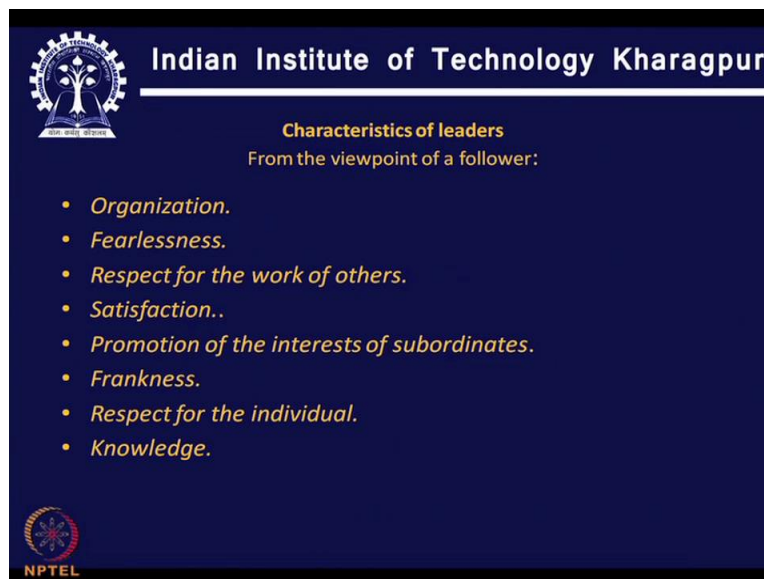 Indian Institute of Technology Kharagpur
Characteristics of leaders
From the viewpoint of a follower:
• Organization.
• Fearlessness.
• Respect for the work of others.
• Satisfaction..
• Promotion of the interests of subordinates.
• Frankness.
• Respect for the individual.
• Knowledge.
NPTEL